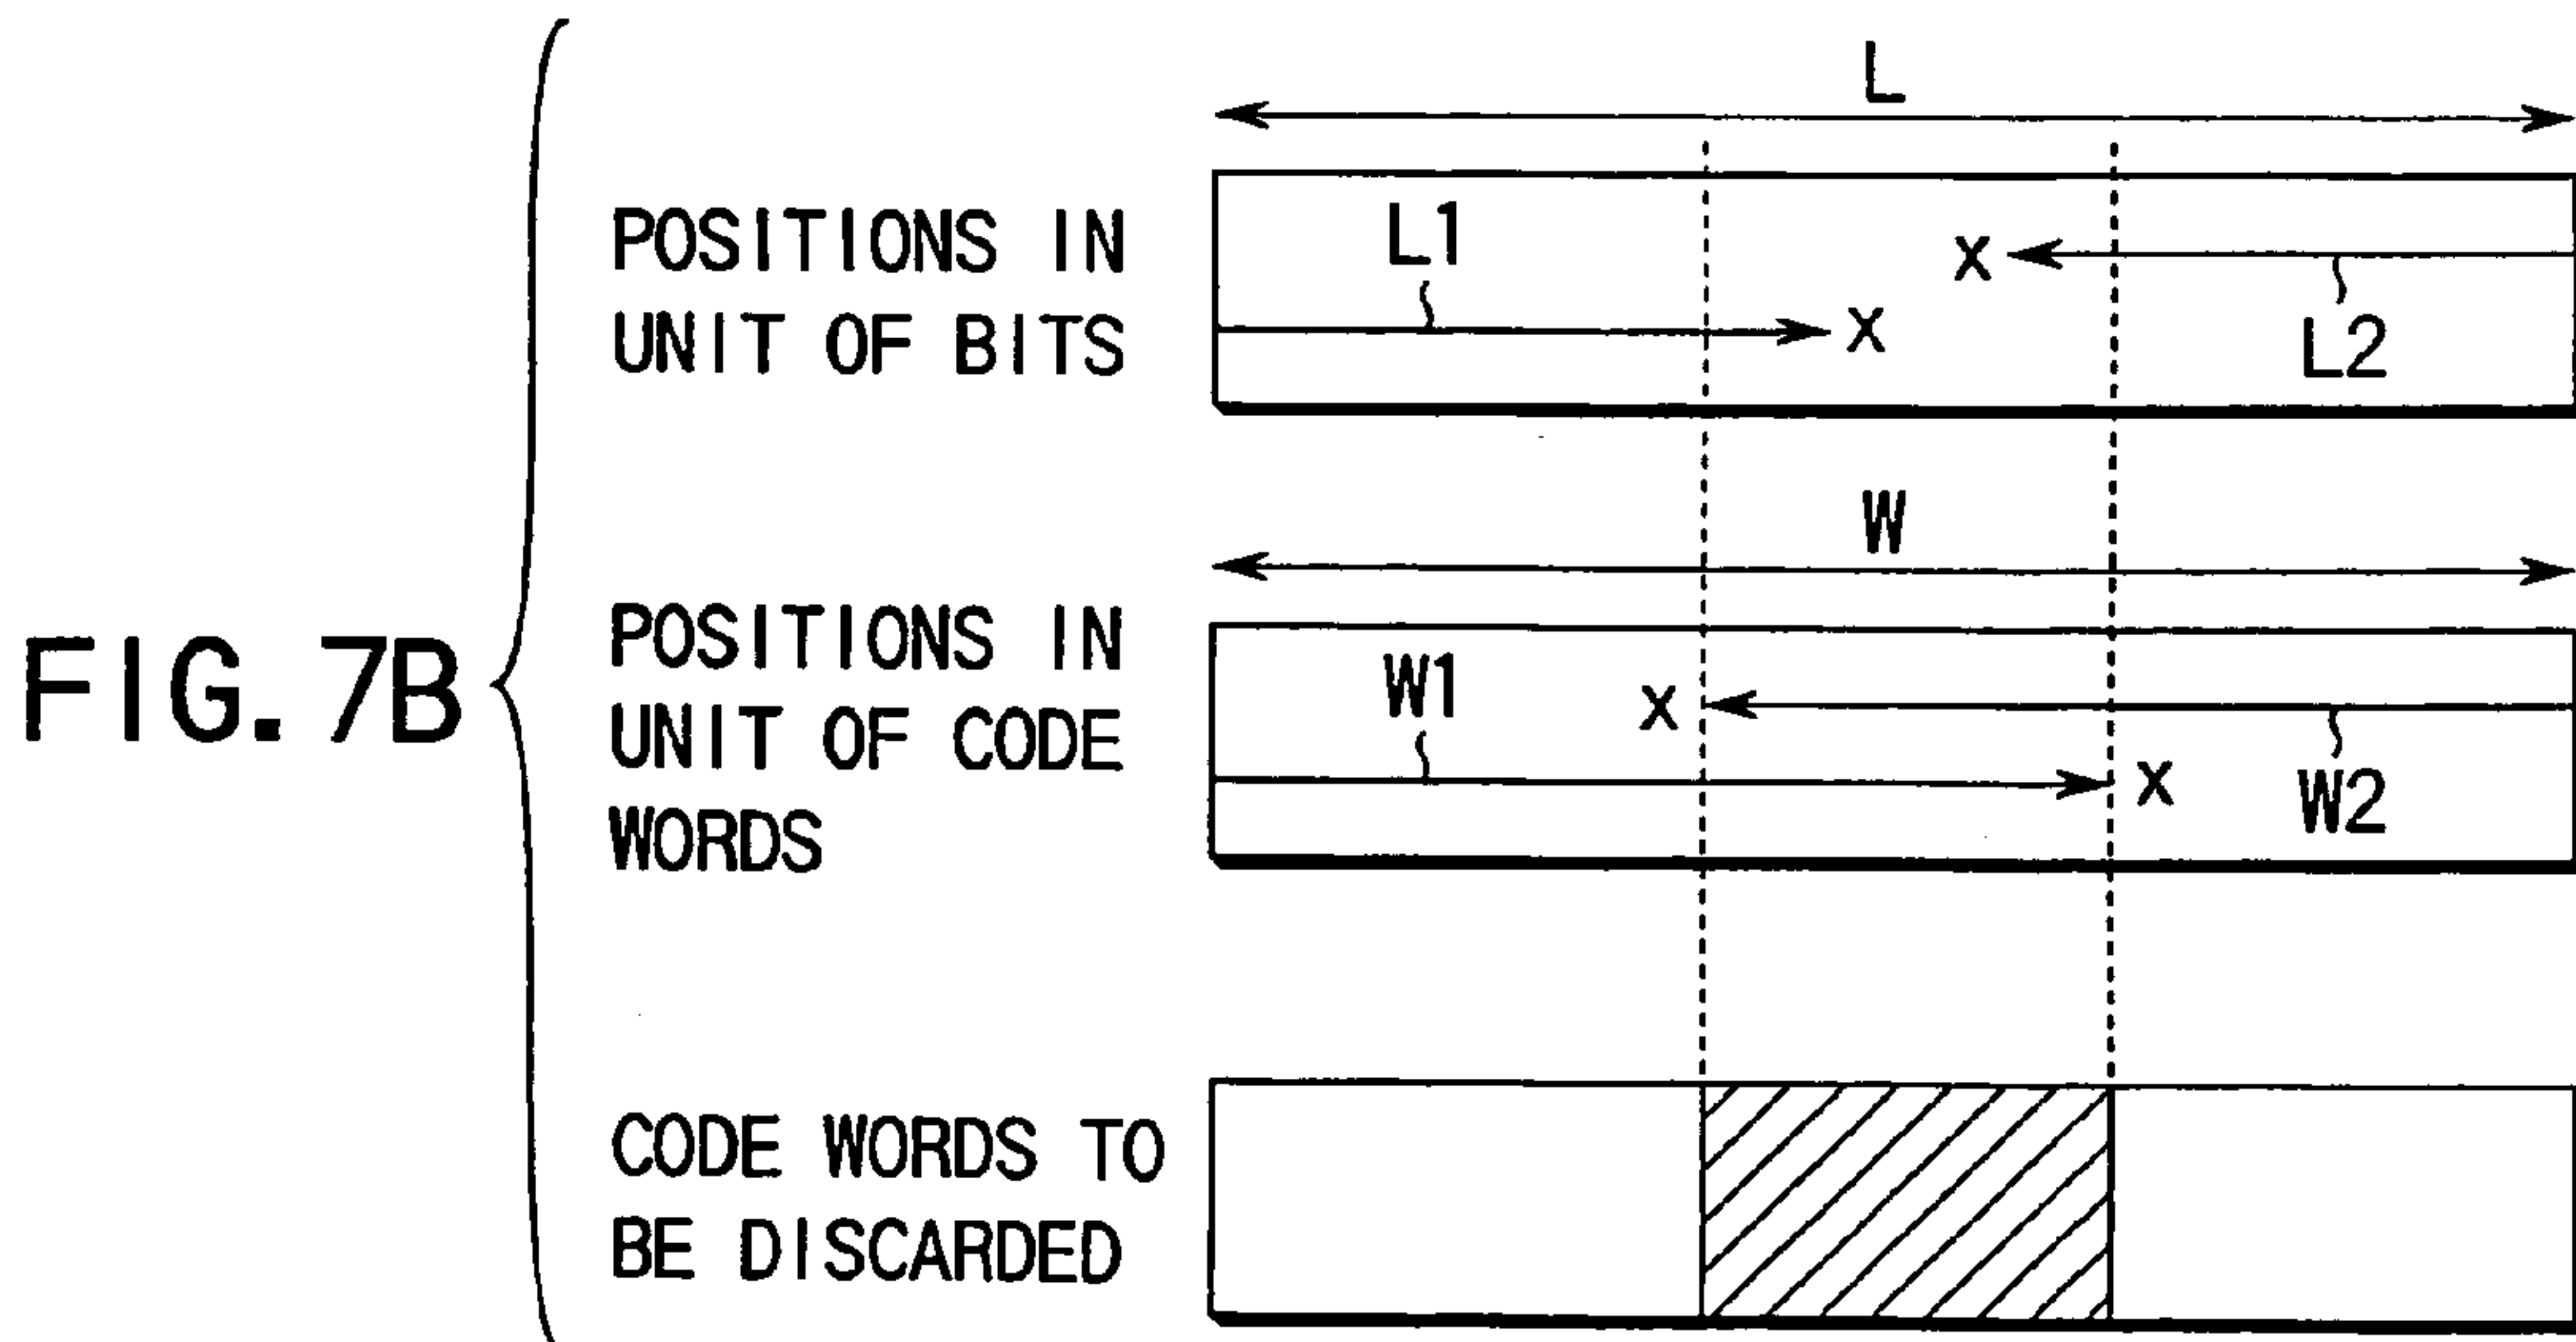 FIG. 7B
L
POSITIONS IN
UNIT OF BITS
L1
x
x
L2
W
POSITIONS IN
UNIT OF CODE
WORDS
W1
x
x
W2
CODE WORDS TO
BE DISCARDED